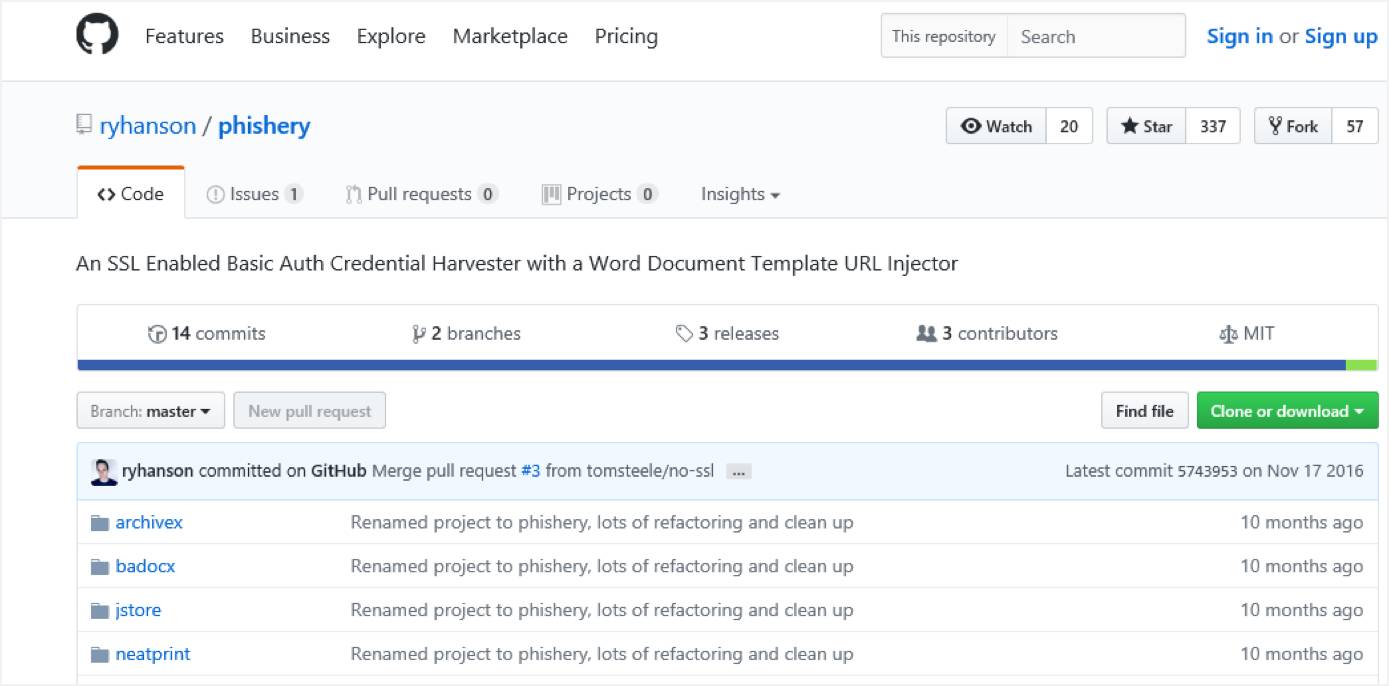 Features Business Explore Marketplace Pricing This repository Search Sign in or Sign up
ryhanson / phishery Watch 20 Star 337 Fork 57
Code Issues 1 Pull requests 0 Projects 0 Insights
An SSL Enabled Basic Auth Credential Harvester with a Word Document Template URL Injector
14 commits 2 branches 3 releases 3 contributors MIT
Branch: master New pull request Find file Clone or download
ryhanson committed on GitHub Merge pull request #3 from tomsteele/no-ssl ... Latest commit 5743953 on Nov 17 2016
archivex Renamed project to phishery, lots of refactoring and clean up 10 months ago
badocx Renamed project to phishery, lots of refactoring and clean up 10 months ago
jstore Renamed project to phishery, lots of refactoring and clean up 10 months ago
neatprint Renamed project to phishery, lots of refactoring and clean up 10 months ago